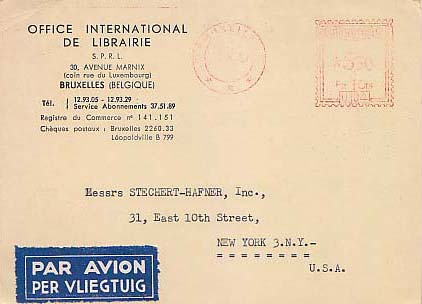 OFFICE INTERNATIONAL
DE LIBRAIRIE
S. P. R. L.
30, AVENUE MARNIX
(coin rue du Luxembourg)
BRUXELLES (BELGIQUE)
Tél. 12.93.05 - 12.93.29
Service Abonnements 37.51.89
Registre du Commerce nº 141.151
Chèques postaux : Bruxelles 2260.33
Léopoldville B 799
Messrs STECHERT-HAFNER, Inc.,
31, East 10th Street,
NEW YORK 3.N.Y.-
= = = = = = = =
U.S.A.
PAR AVION
PER VLIEGTUIG